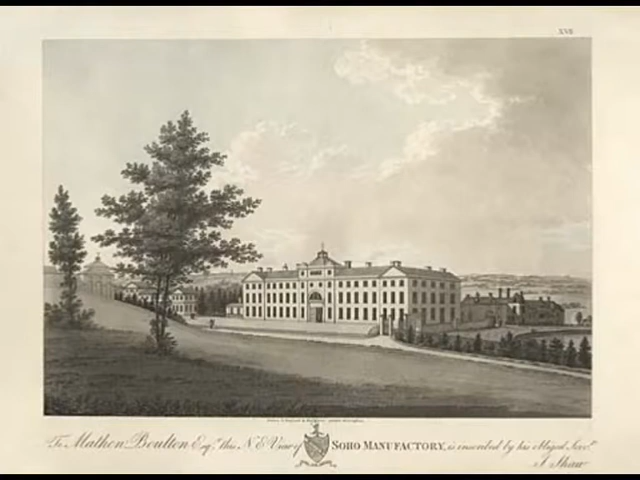 XVII
To Mathew Boulton Esqr. this N.E. View of SOHO MANUFACTORY, is inscribed by his obliged Servt.
S. Shaw